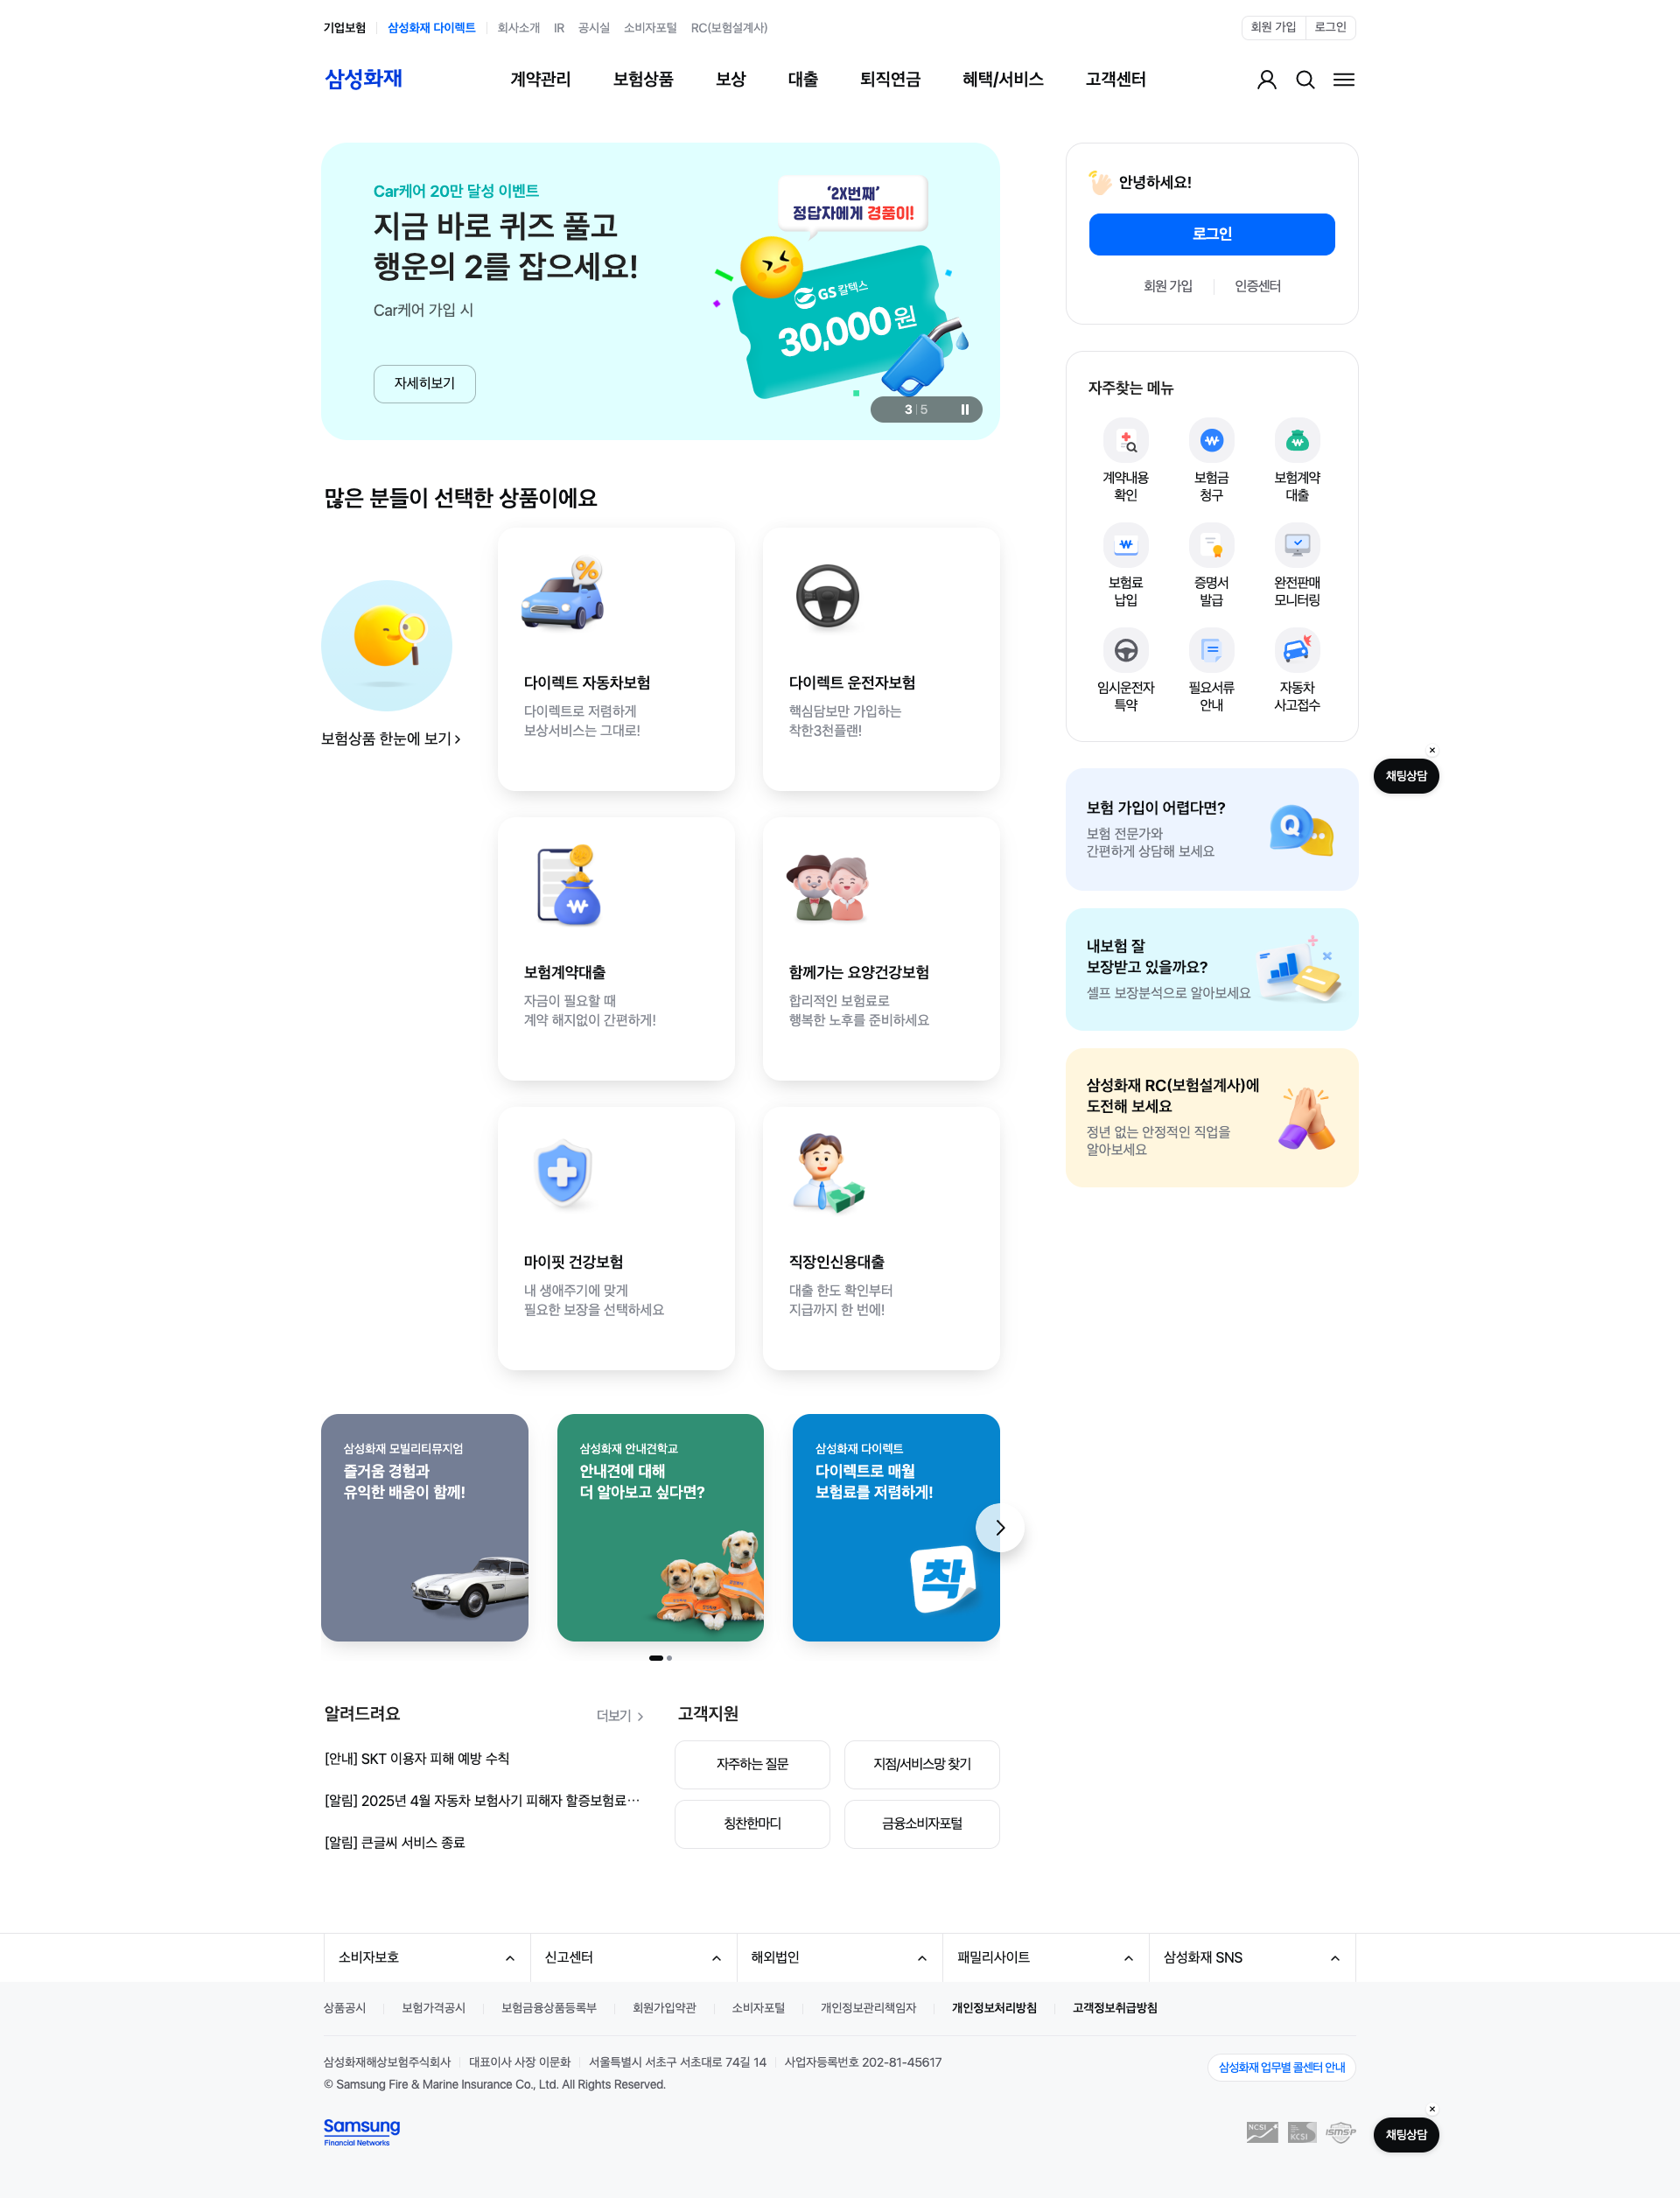 기업보험 삼성화재 다이렉트 회사소개 IR 공시실 소비자포털 RC(보험설계사) 회원 가입 로그인
삼성화재 계약관리 보험상품 보상 대출 퇴직연금 혜택/서비스 고객센터
Car케어 20만 달성 이벤트
지금 바로 퀴즈 풀고
행운의 2를 잡으세요!
Car케어 가입 시
자세히보기
‘2X번째’
정답자에게 경품이!
GS 칼텍스
30,000원
3 | 5
안녕하세요!
로그인
회원 가입 인증센터
자주찾는 메뉴
계약내용
확인
보험금
청구
보험계약
대출
보험료
납입
증명서
발급
완전판매
모니터링
임시운전자
특약
필요서류
안내
자동차
사고접수
많은 분들이 선택한 상품이에요
보험상품 한눈에 보기
%
다이렉트 자동차보험
다이렉트로 저렴하게
보상서비스는 그대로!
다이렉트 운전자보험
핵심담보만 가입하는
착한3천플랜!
보험계약대출
자금이 필요할 때
계약 해지없이 간편하게!
함께가는 요양건강보험
합리적인 보험료로
행복한 노후를 준비하세요
마이핏 건강보험
내 생애주기에 맞게
필요한 보장을 선택하세요
직장인신용대출
대출 한도 확인부터
지급까지 한 번에!
채팅상담
보험 가입이 어렵다면?
보험 전문가와
간편하게 상담해 보세요
Q
내보험 잘
보장받고 있을까요?
셀프 보장분석으로 알아보세요
삼성화재 RC(보험설계사)에
도전해 보세요
정년 없는 안정적인 직업을
알아보세요
삼성화재 모빌리티뮤지엄
즐거움 경험과
유익한 배움이 함께!
삼성화재 안내견학교
안내견에 대해
더 알아보고 싶다면?
삼성화재 다이렉트
다이렉트로 매월
보험료를 저렴하게!
착
알려드려요 더보기
[안내] SKT 이용자 피해 예방 수칙
[알림] 2025년 4월 자동차 보험사기 피해자 할증보험료…
[알림] 큰글씨 서비스 종료
고객지원
자주하는 질문 지점/서비스망 찾기
칭찬한마디 금융소비자포털
소비자보호 신고센터 해외법인 패밀리사이트 삼성화재 SNS
상품공시 보험가격공시 보험금융상품등록부 회원가입약관 소비자포털 개인정보관리책임자 개인정보처리방침 고객정보취급방침
삼성화재해상보험주식회사 대표이사 사장 이문화 서울특별시 서초구 서초대로 74길 14 사업자등록번호 202-81-45617
© Samsung Fire & Marine Insurance Co., Ltd. All Rights Reserved.
삼성화재 업무별 콜센터 안내
Samsung
Financial Networks
NCSI KCSI ISMS-P
채팅상담